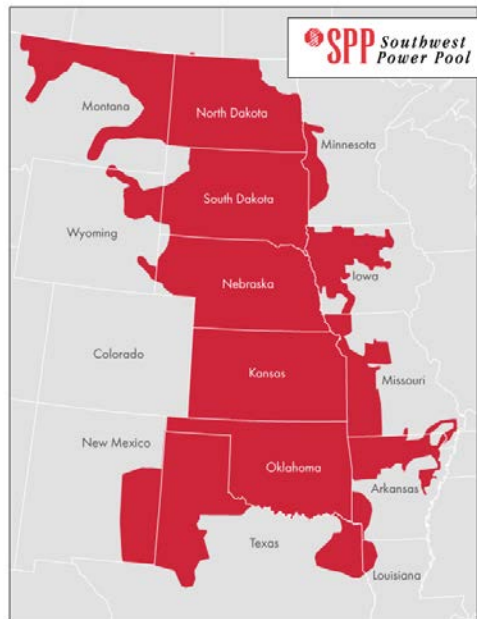 SPP Southwest
Power Pool
Montana
North Dakota
Minnesota
South Dakota
Wyoming
Iowa
Nebraska
Colorado
Kansas
Missouri
New Mexico
Oklahoma
Arkansas
Texas
Louisiana